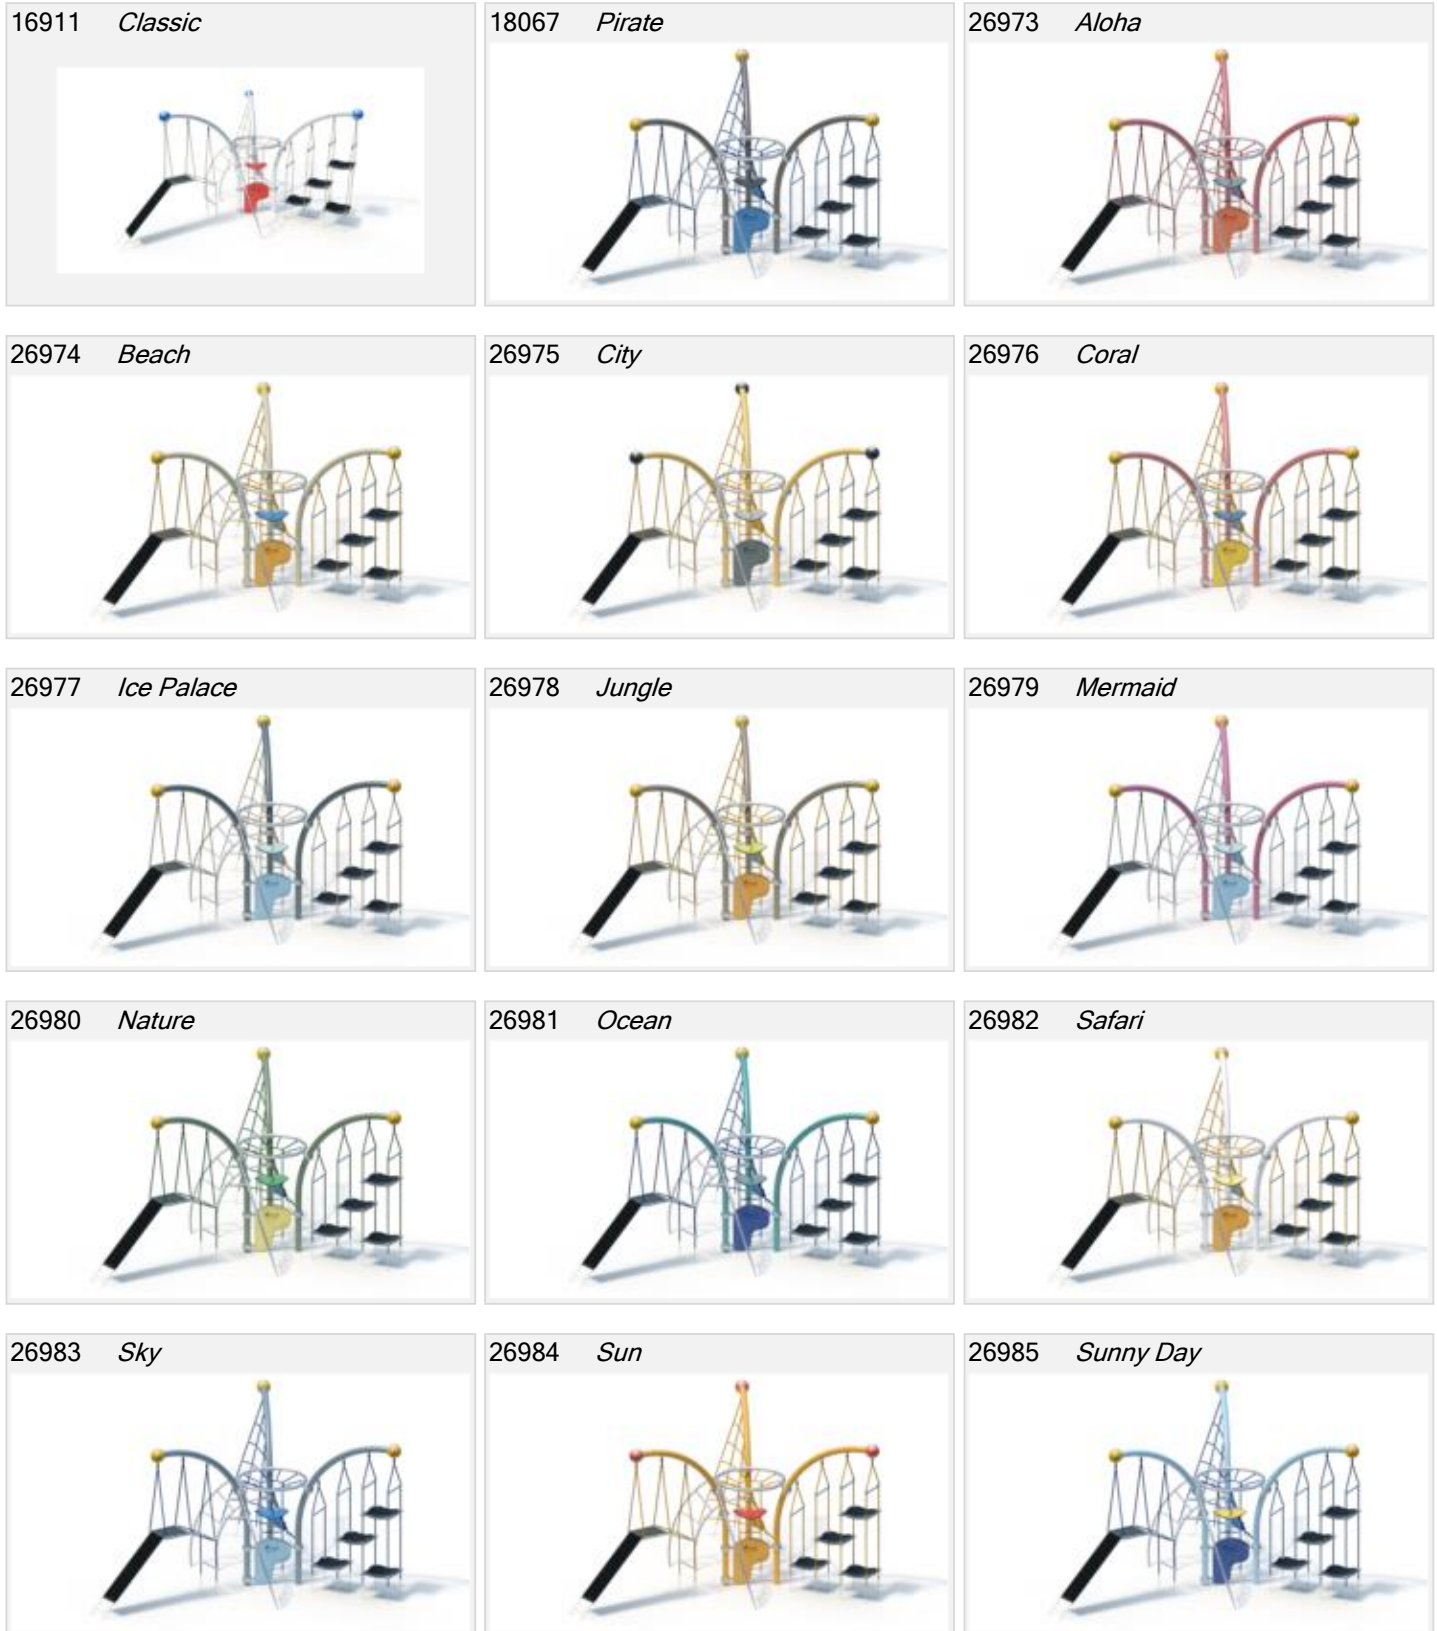 16911 Classic
18067 Pirate
26973 Aloha
26974 Beach
26975 City
26976 Coral
26977 Ice Palace
26978 Jungle
26979 Mermaid
26980 Nature
26981 Ocean
26982 Safari
26983 Sky
26984 Sun
26985 Sunny Day